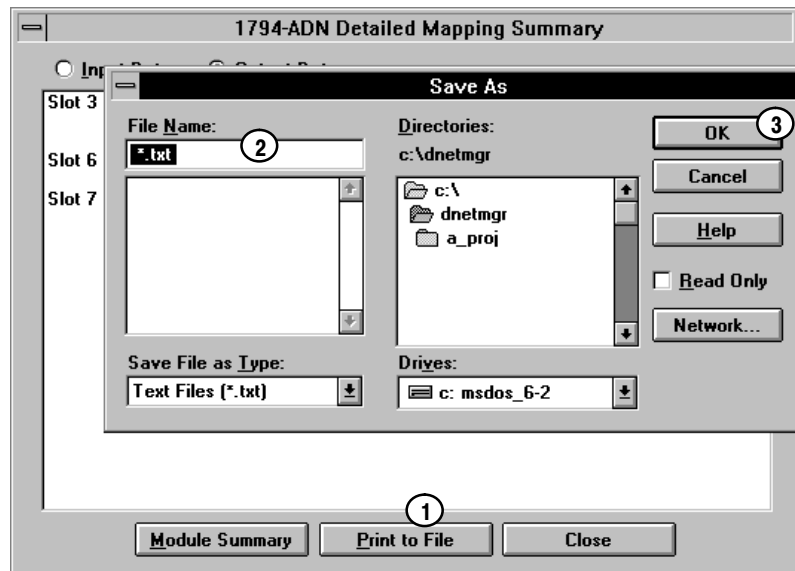 1794-ADN Detailed Mapping Summary
Save As
Slot 3
Slot 6
Slot 7
File Name:
2
*.txt
Directories:
c:\dnetmgr
c:\
dnetmgr
a_proj
OK
3
Cancel
Help
Read Only
Network...
Save File as Type:
Text Files (*.txt)
Drives:
c: msdos_6-2
1
Module Summary
Print to File
Close